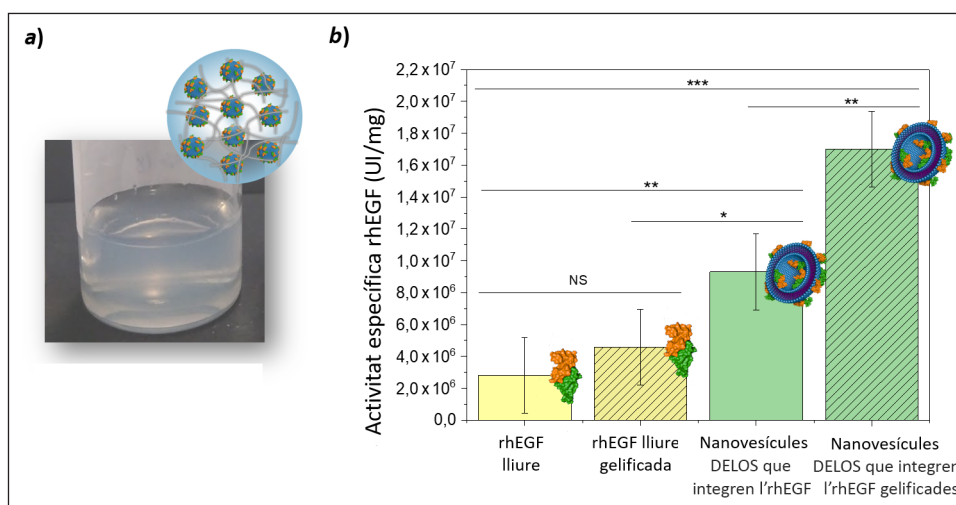 a)
b)
Activitat específica rhEGF (UI/mg)
2,2 x 10⁷
2,0 x 10⁷
1,8 x 10⁷
1,6 x 10⁷
1,4 x 10⁷
1,2 x 10⁷
1,0 x 10⁷
8,0 x 10⁶
6,0 x 10⁶
4,0 x 10⁶
2,0 x 10⁶
0,0
***
**
**
*
NS
rhEGF
lliure
rhEGF lliure
gelificada
Nanovesícules
DELOS que
integren l’rhEGF
Nanovesícules
DELOS que integren
l’rhEGF gelificades